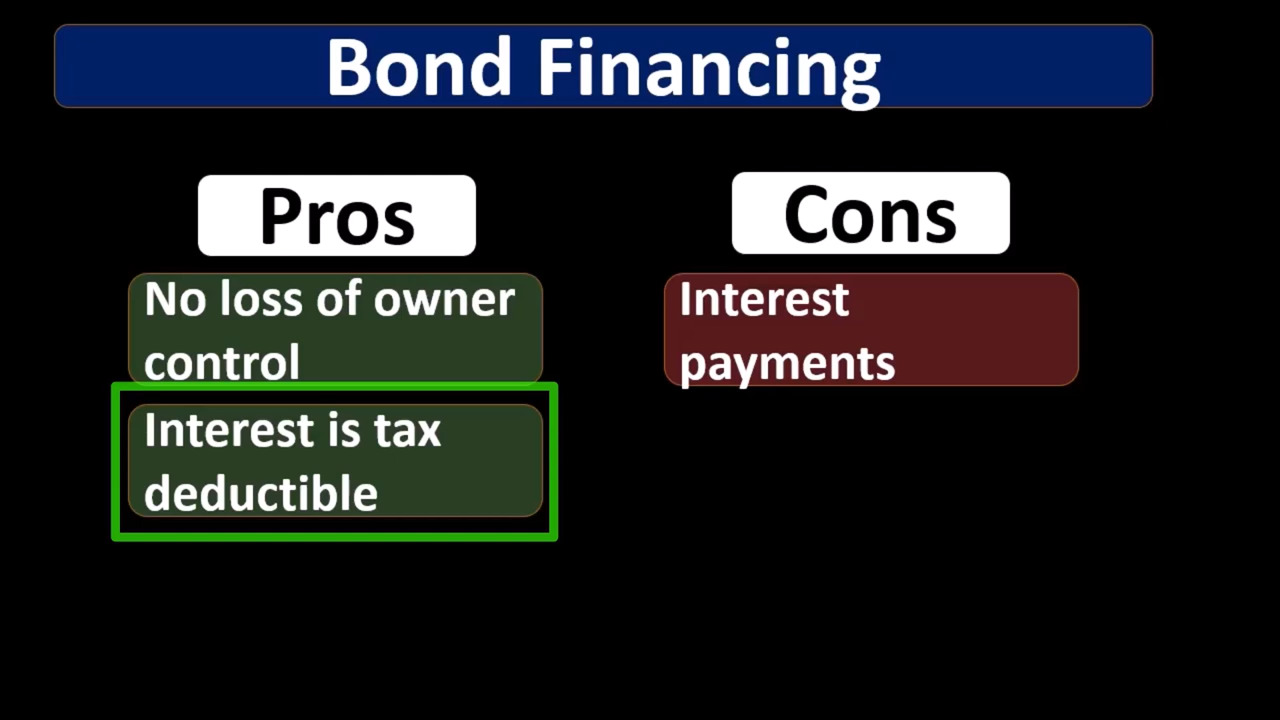 Bond Financing
Pros
No loss of owner
control
Interest is tax
deductible
Cons
Interest
payments